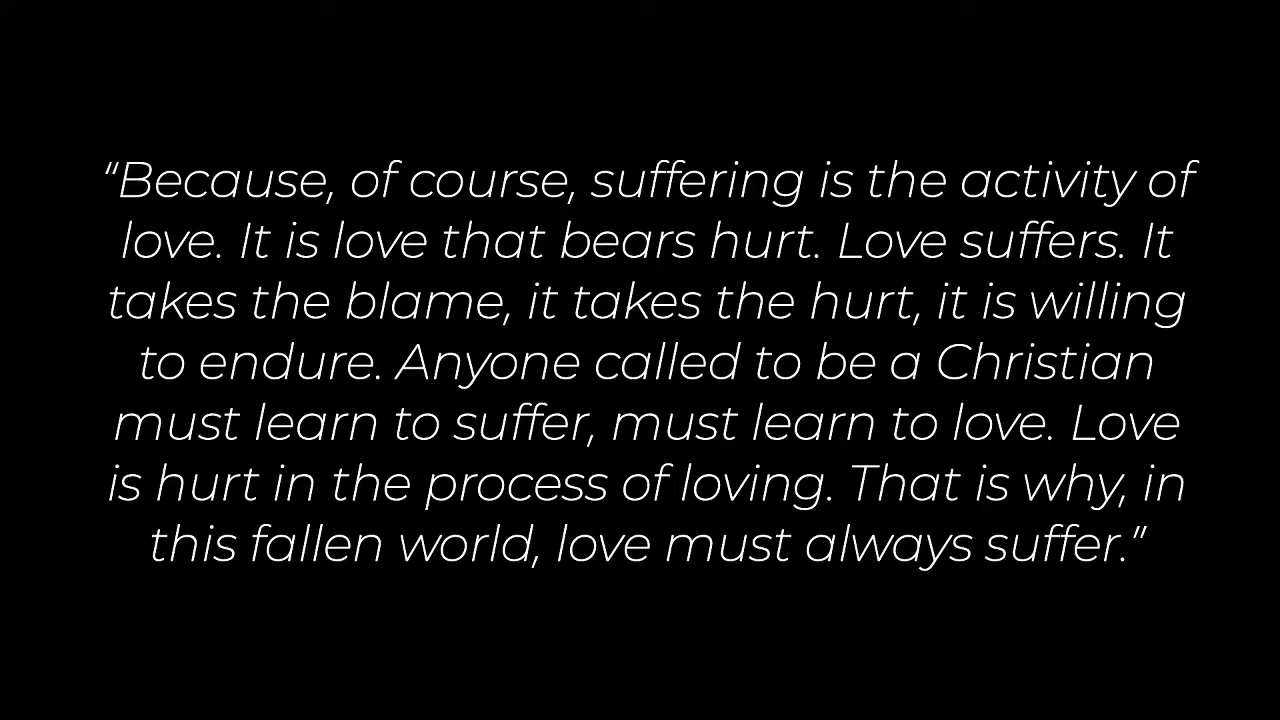 “Because, of course, suffering is the activity of
love. It is love that bears hurt. Love suffers. It
takes the blame, it takes the hurt, it is willing
to endure. Anyone called to be a Christian
must learn to suffer, must learn to love. Love
is hurt in the process of loving. That is why, in
this fallen world, love must always suffer.”